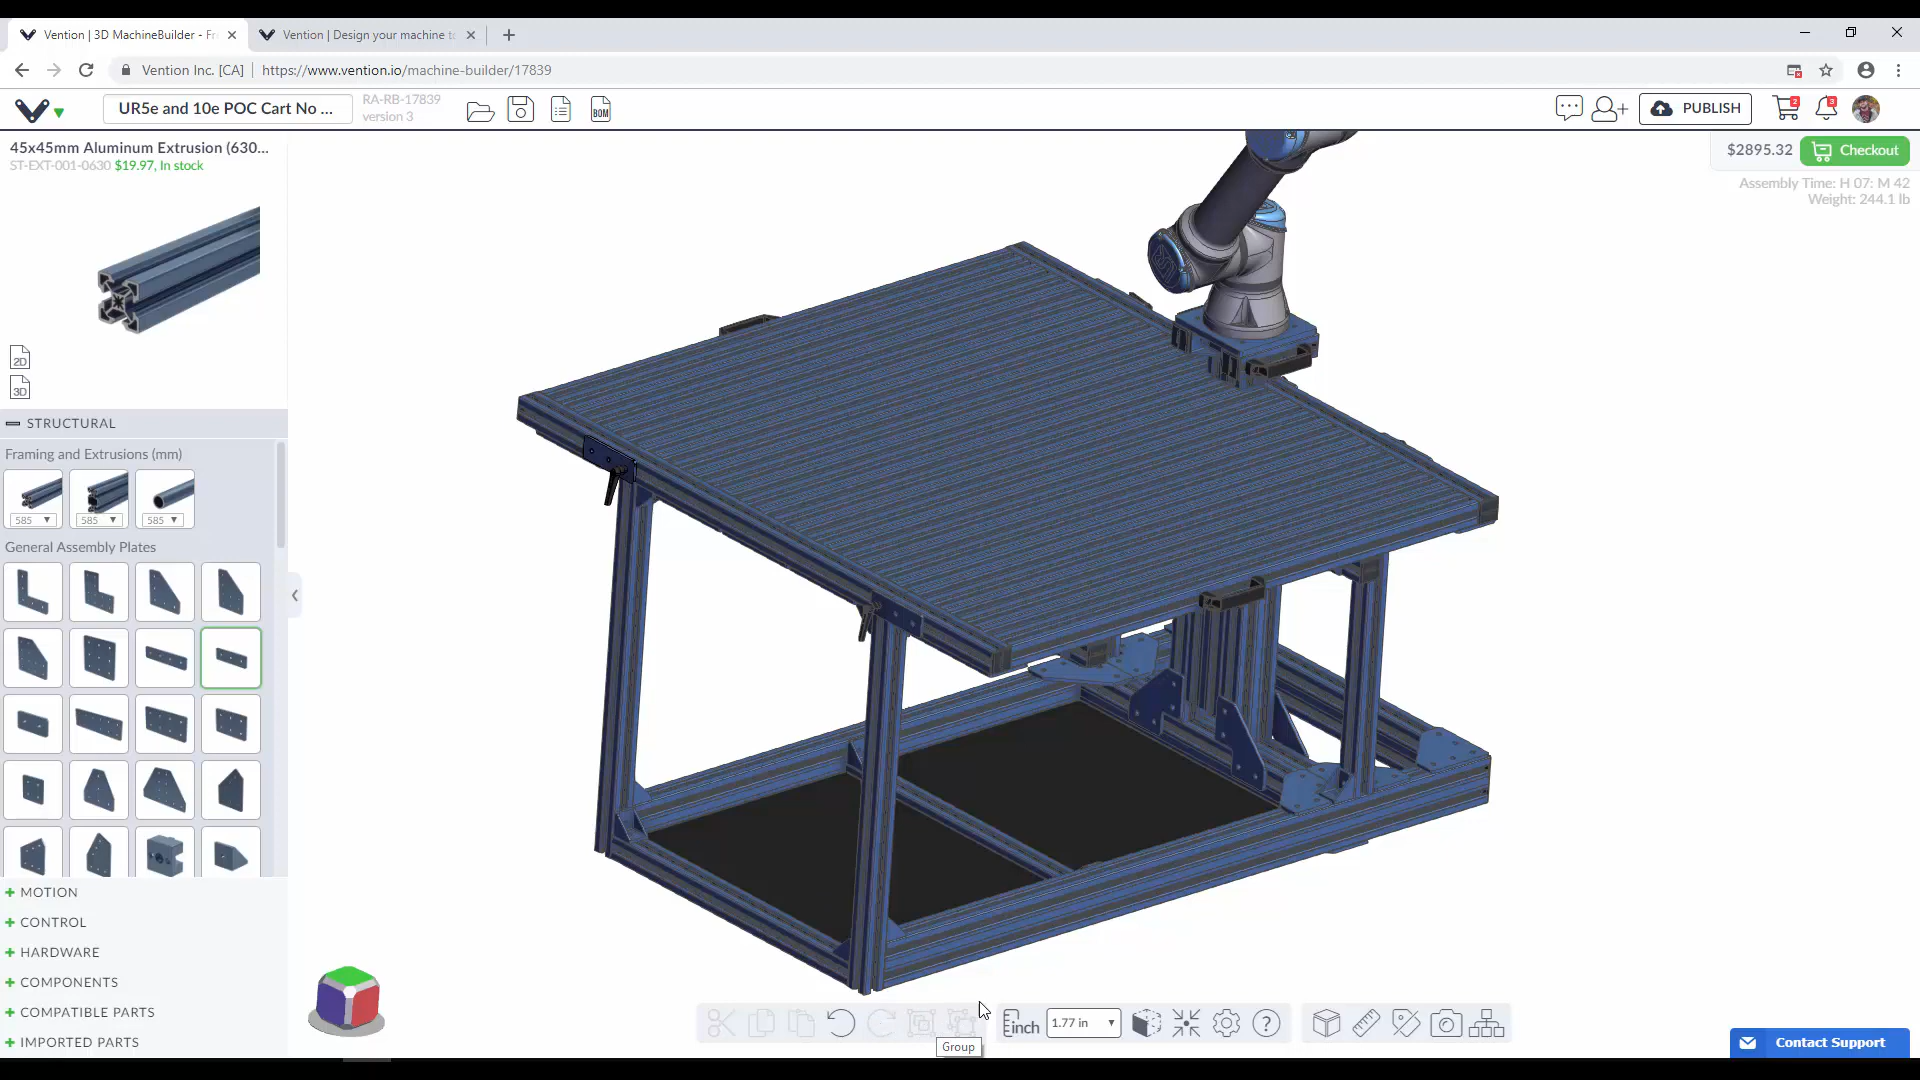 Vention | 3D MachineBuilder - Fr
Vention | Design your machine to
Vention Inc. [CA]
https://www.vention.io/machine-builder/17839
UR5e and 10e POC Cart No ...
RA-RB-17839
version 3
BOM
PUBLISH
2
3
45x45mm Aluminum Extrusion (630...
ST-EXT-001-0630 $19.97, In stock
$2895.32
Checkout
Assembly Time: H 07: M 42
Weight: 244.1 lb
2D
3D
STRUCTURAL
Framing and Extrusions (mm)
585
585
585
General Assembly Plates
MOTION
CONTROL
HARDWARE
COMPONENTS
COMPATIBLE PARTS
IMPORTED PARTS
inch
1.77 in
Group
Contact Support